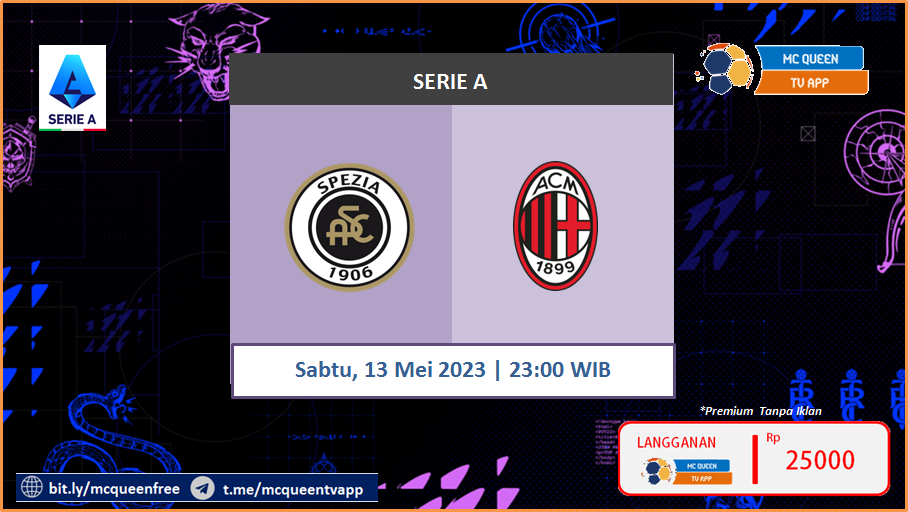 SERIE A
SERIE A
MC QUEEN
TV APP
SPEZIA
ASC
1906
ACM
1899
Sabtu, 13 Mei 2023 | 23:00 WIB
*Premium Tanpa Iklan
LANGGANAN
MC QUEEN
TV APP
Rp
25000
bit.ly/mcqueenfree
t.me/mcqueentvapp